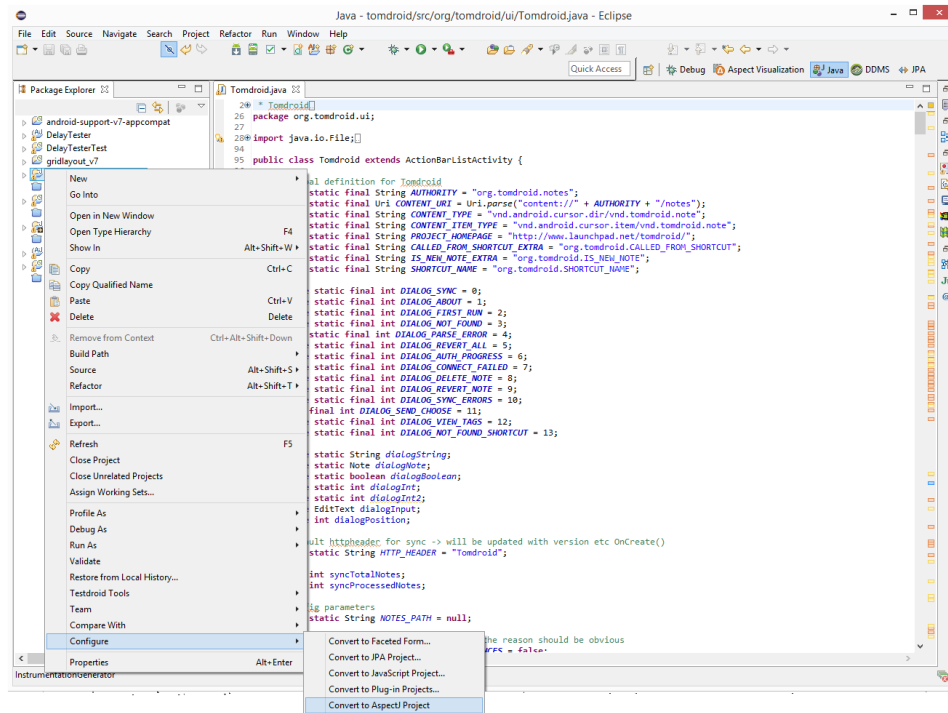 Java - tomdroid/src/org/tomdroid/ui/Tomdroid.java - Eclipse
File Edit Source Navigate Search Project Refactor Run Window Help
Quick Access
Debug Aspect Visualization Java DDMS JPA
Package Explorer
Tomdroid.java
android-support-v7-appcompat
DelayTester
DelayTesterTest
gridlayout_v7
2 * Tomdroid
26 package org.tomdroid.ui;
27
28 import java.io.File;
94
95 public class Tomdroid extends ActionBarListActivity {
al definition for Tomdroid
static final String AUTHORITY = "org.tomdroid.notes";
static final Uri CONTENT_URI = Uri.parse("content://" + AUTHORITY + "/notes");
static final String CONTENT_TYPE = "vnd.android.cursor.dir/vnd.tomdroid.note";
static final String CONTENT_ITEM_TYPE = "vnd.android.cursor.item/vnd.tomdroid.note";
static final String PROJECT_HOMEPAGE = "http://www.launchpad.net/tomdroid/";
static final String CALLED_FROM_SHORTCUT_EXTRA = "org.tomdroid.CALLED_FROM_SHORTCUT";
static final String IS_NEW_NOTE_EXTRA = "org.tomdroid.IS_NEW_NOTE";
static final String SHORTCUT_NAME = "org.tomdroid.SHORTCUT_NAME";
static final int DIALOG_SYNC = 0;
static final int DIALOG_ABOUT = 1;
static final int DIALOG_FIRST_RUN = 2;
static final int DIALOG_NOT_FOUND = 3;
static final int DIALOG_PARSE_ERROR = 4;
static final int DIALOG_REVERT_ALL = 5;
static final int DIALOG_AUTH_PROGRESS = 6;
static final int DIALOG_CONNECT_FAILED = 7;
static final int DIALOG_DELETE_NOTE = 8;
static final int DIALOG_REVERT_NOTE = 9;
static final int DIALOG_SYNC_ERRORS = 10;
final int DIALOG_SEND_CHOOSE = 11;
static final int DIALOG_VIEW_TAGS = 12;
static final int DIALOG_NOT_FOUND_SHORTCUT = 13;
static String dialogString;
static Note dialogNote;
static boolean dialogBoolean;
static int dialogInt;
static int dialogInt2;
EditText dialogInput;
int dialogPosition;
ult httpheader for sync -> will be updated with version etc OnCreate()
static String HTTP_HEADER = "Tomdroid";
int syncTotalNotes;
int syncProcessedNotes;
ig parameters
static String NOTES_PATH = null;
he reason should be obvious
NCES = false;
New
Go Into
Open in New Window
Open Type Hierarchy F4
Show In Alt+Shift+W
Copy Ctrl+C
Copy Qualified Name
Paste Ctrl+V
Delete Delete
Remove from Context Ctrl+Alt+Shift+Down
Build Path
Source Alt+Shift+S
Refactor Alt+Shift+T
Import...
Export...
Refresh F5
Close Project
Close Unrelated Projects
Assign Working Sets...
Profile As
Debug As
Run As
Validate
Restore from Local History...
Testdroid Tools
Team
Compare With
Configure
Properties Alt+Enter
Convert to Faceted Form...
Convert to JPA Project...
Convert to JavaScript Project...
Convert to Plug-in Projects...
Convert to AspectJ Project
InstrumentationGenerator